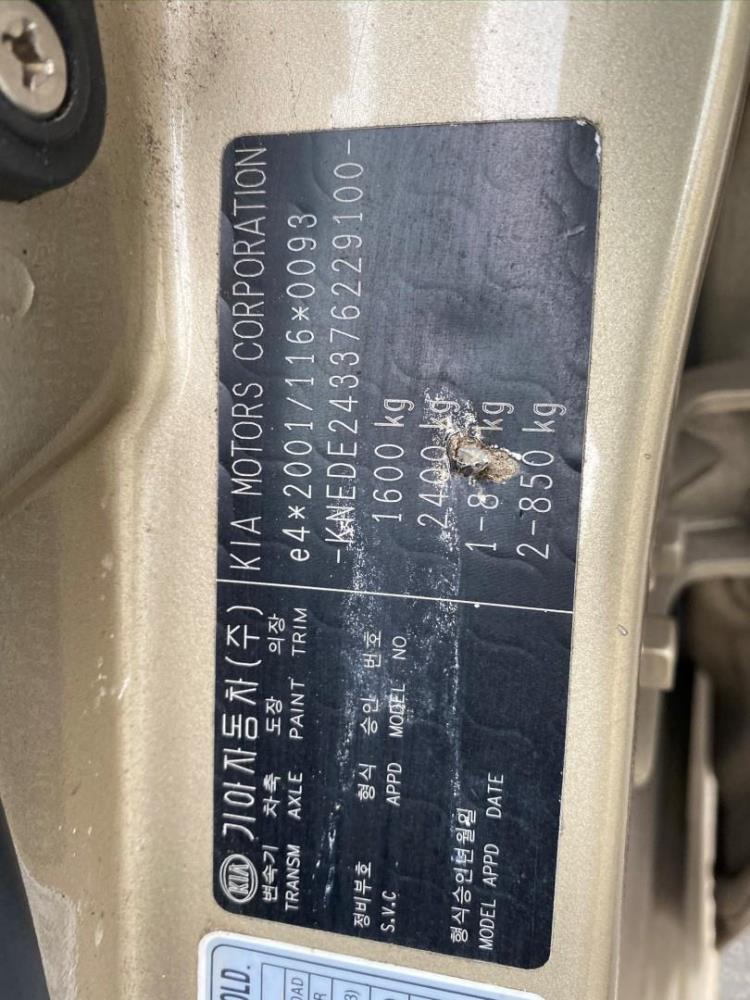 KIA 기아자동차(주) KIA MOTORS CORPORATION
변속기 차축 도장 의장
TRANSM AXLE PAINT TRIM
e4*2001/116*0093
-KNEDE243376229100-
정비부호 형식 승인 번호
S.V.C APPD MODEL NO
1600 kg
2400 kg
형식승인년월일
MODEL APPD DATE
1-8 kg
2-850 kg
OLD.